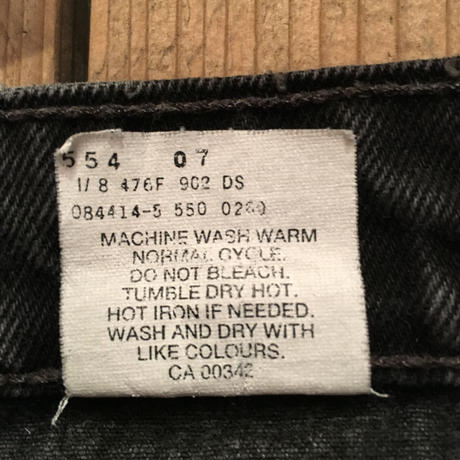 554 07
1/8 476F 902 DS
084414-5 550 0260
MACHINE WASH WARM
NORMAL CYCLE.
DO NOT BLEACH.
TUMBLE DRY HOT.
HOT IRON IF NEEDED.
WASH AND DRY WITH
LIKE COLOURS.
CA 00342